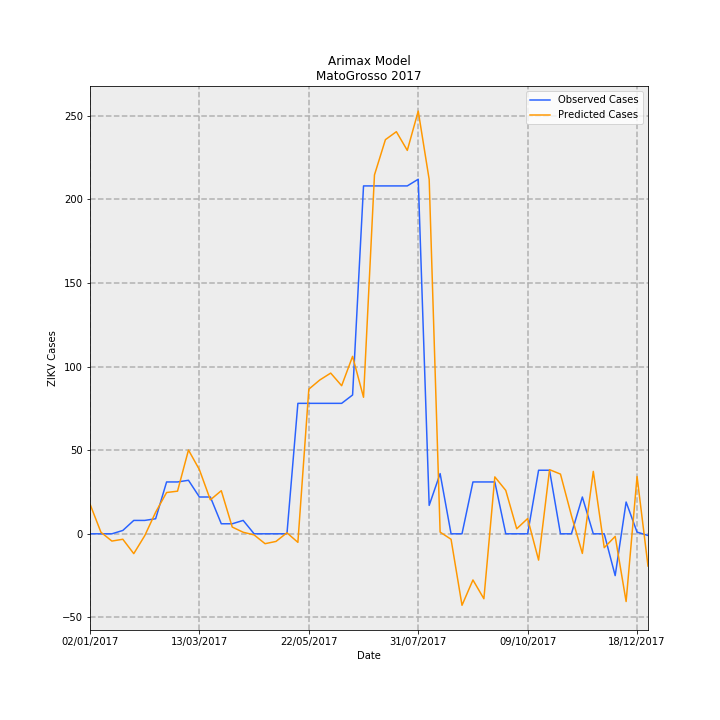 Arimax Model
MatoGrosso 2017
Observed Cases
Predicted Cases
250
200
150
100
50
0
−50
ZIKV Cases
02/01/2017 13/03/2017 22/05/2017 31/07/2017 09/10/2017 18/12/2017
Date